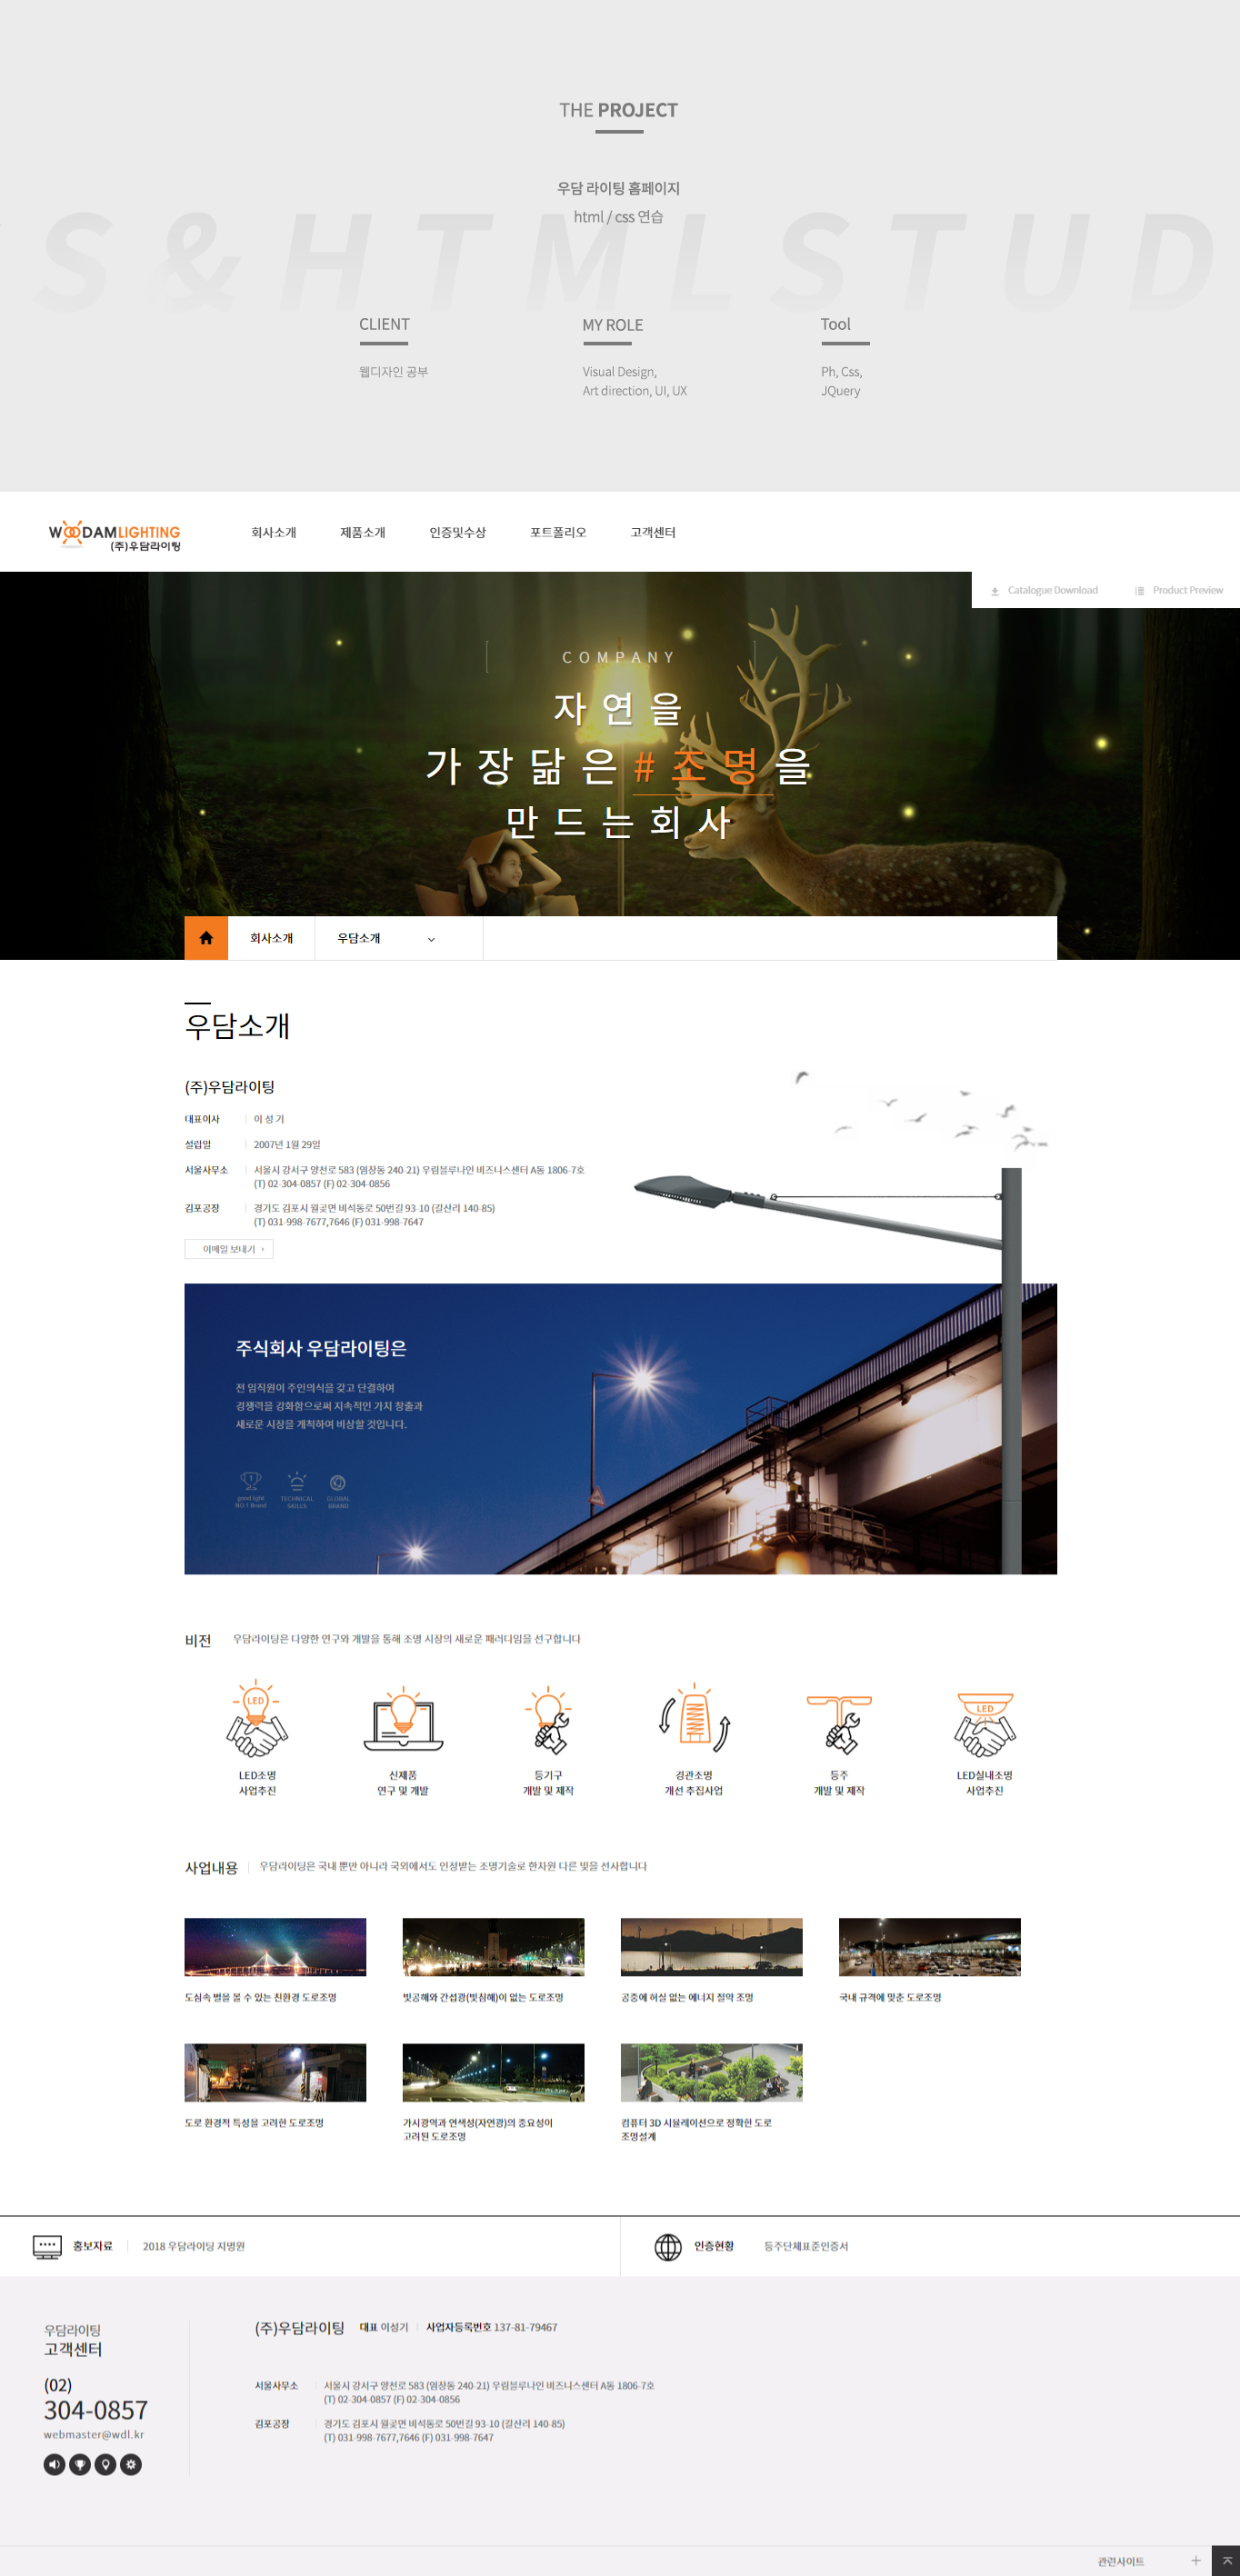 THE PROJECT
우담 라이팅 홈페이지
html / css 연습
S & H T M L S T U D
CLIENT
웹디자인 공부
MY ROLE
Visual Design,
Art direction, UI, UX
Tool
Ph, Css,
JQuery
WOODAMLIGHTING
(주)우담라이팅
회사소개 제품소개 인증및수상 포트폴리오 고객센터
Catalogue Download Product Preview
COMPANY
자연을
가장닮은#조명을
만드는회사
회사소개 우담소개
우담소개
(주)우담라이팅
대표이사 이 성 기
설립일 2007년 1월 29일
서울사무소 서울시 강서구 양천로 583 (염창동 240-21) 우림블루나인 비즈니스센터 A동 1806-7호
(T) 02-304-0857 (F) 02-304-0856
김포공장 경기도 김포시 월곶면 비석동로 50번길 93-10 (갈산리 140-85)
(T) 031-998-7677,7646 (F) 031-998-7647
이메일 보내기
주식회사 우담라이팅은
전 임직원이 주인의식을 갖고 단결하여
경쟁력을 강화함으로써 지속적인 가치 창출과
새로운 시장을 개척하여 비상할 것입니다.
good light
NO 1 Brand
TECHNICAL
SKILLS
GLOBAL
BRAND
비전 우담라이팅은 다양한 연구와 개발을 통해 조명 시장의 새로운 패러다임을 선구합니다
LED
LED
LED조명
사업추진
신제품
연구 및 개발
등기구
개발 및 제작
경관조명
개선 추집사업
등주
개발 및 제작
LED실내조명
사업추진
사업내용 우담라이팅은 국내 뿐만 아니라 국외에서도 인정받는 조명기술로 한차원 다른 빛을 선사합니다
도심속 별을 볼 수 있는 친환경 도로조명
빛공해와 간섭광(빛침해)이 없는 도로조명
공중에 허실 없는 에너지 절약 조명
국내 규격에 맞춘 도로조명
도로 환경적 특성을 고려한 도로조명
가시광역과 연색성(자연광)의 중요성이
고려된 도로조명
컴퓨터 3D 시뮬레이션으로 정확한 도로
조명설계
홍보자료 2018 우담라이팅 지명원
인증현황 등주단체표준인증서
우담라이팅
고객센터
(02)
304-0857
webmaster@wdl.kr
(주)우담라이팅 대표 이성기 사업자등록번호 137-81-79467
서울사무소 서울시 강서구 양천로 583 (염창동 240-21) 우림블루나인 비즈니스센터 A동 1806-7호
(T) 02-304-0857 (F) 02-304-0856
김포공장 경기도 김포시 월곶면 비석동로 50번길 93-10 (갈산리 140-85)
(T) 031-998-7677,7646 (F) 031-998-7647
관련사이트